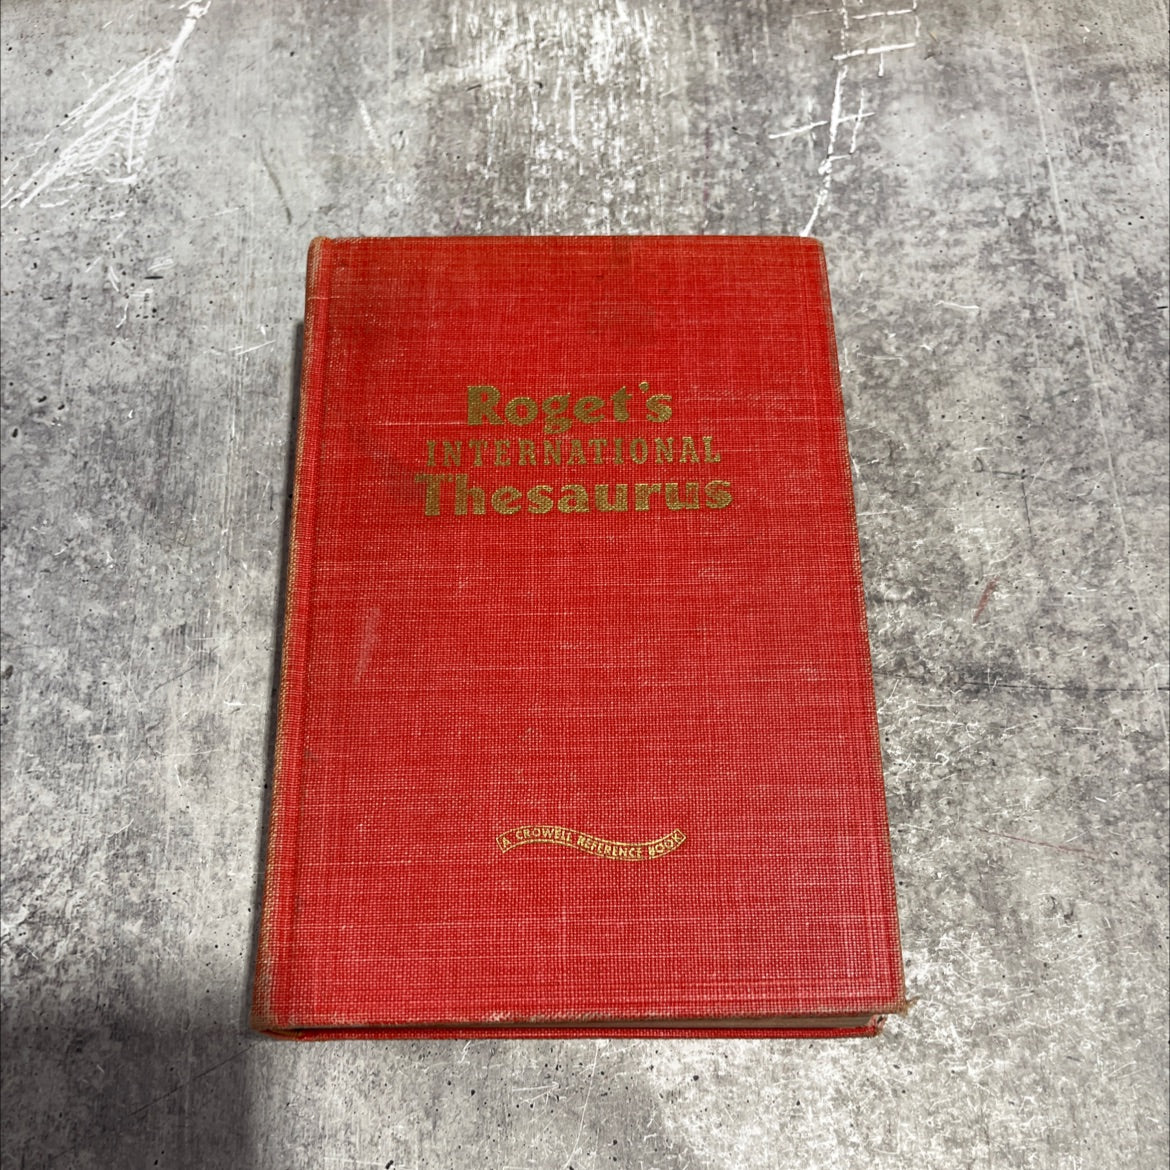 Roget's
INTERNATIONAL
Thesaurus
A CROWELL REFERENCE BOOK